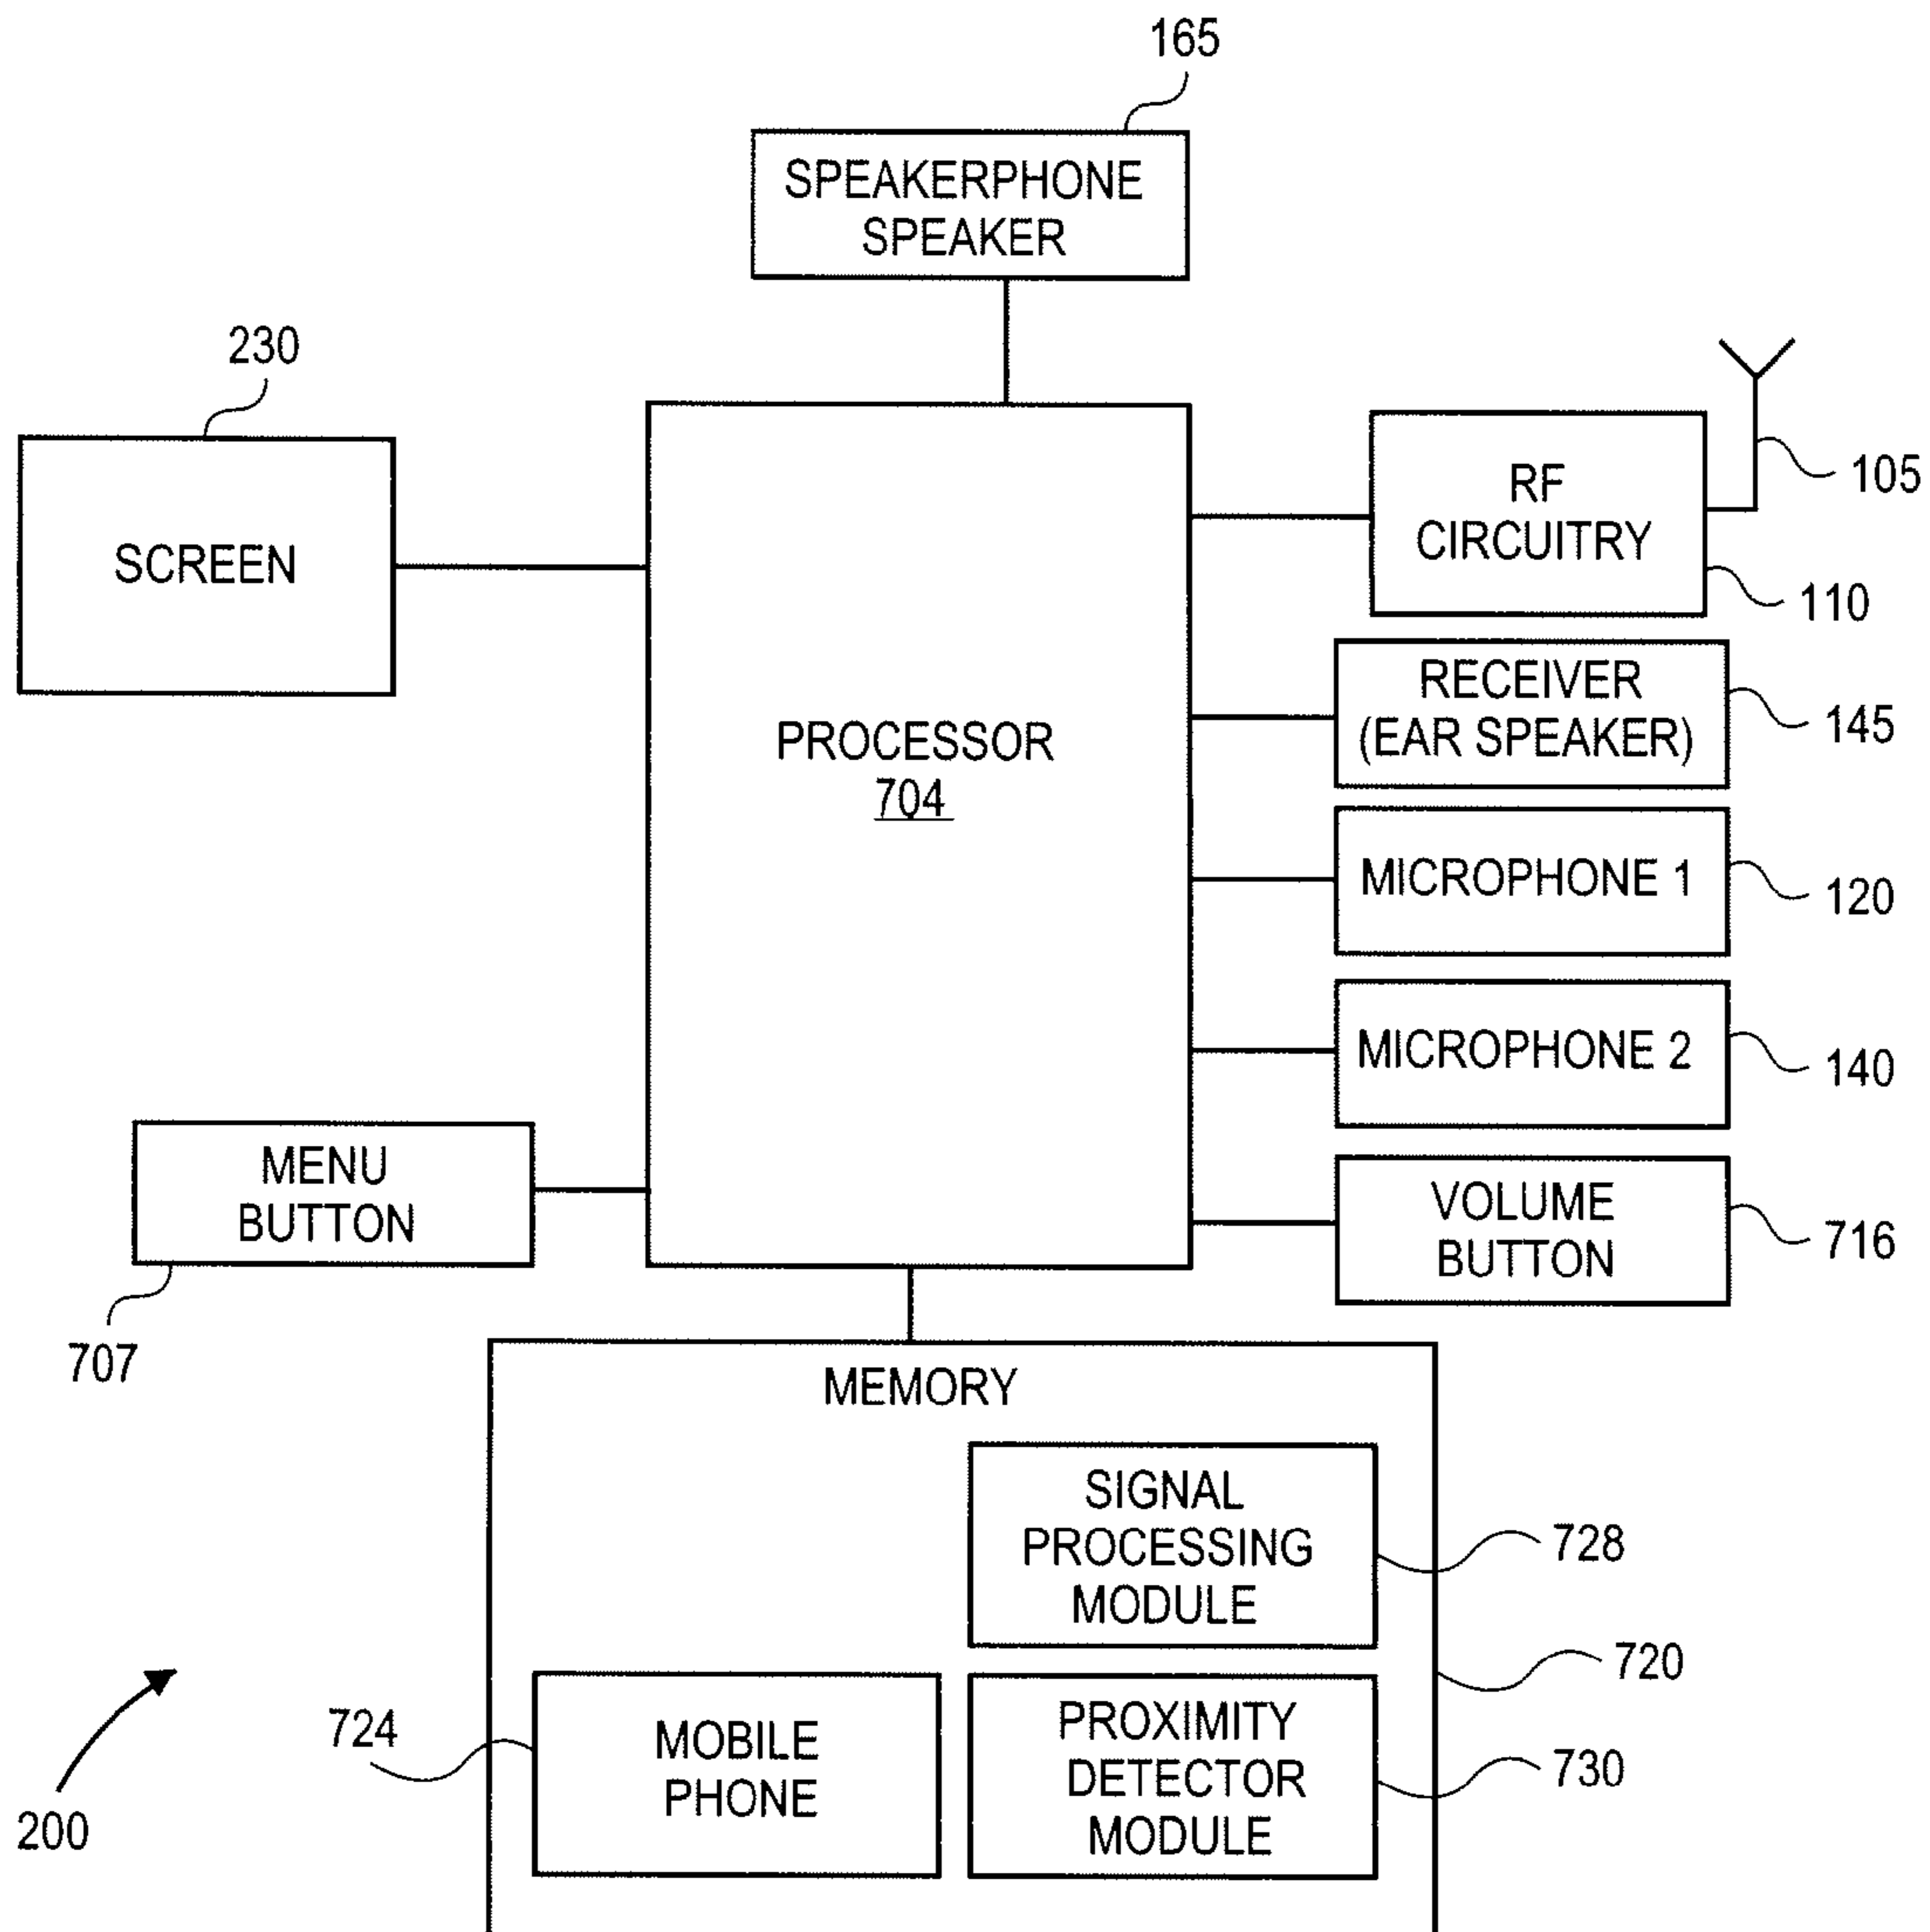 165
SPEAKERPHONE
SPEAKER
230
SCREEN
RF
CIRCUITRY
105
110
PROCESSOR
704
RECEIVER
(EAR SPEAKER)
145
MICROPHONE 1
120
MICROPHONE 2
140
MENU
BUTTON
707
VOLUME
BUTTON
716
MEMORY
SIGNAL
PROCESSING
MODULE
728
720
724
MOBILE
PHONE
PROXIMITY
DETECTOR
MODULE
730
200